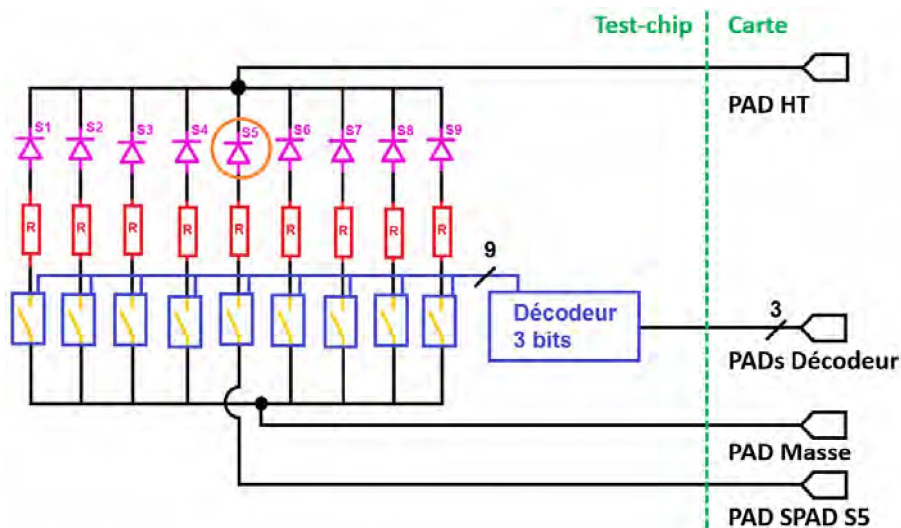 Test-chip
Carte
PAD HT
S1 S2 S3 S4 S5 S6 S7 S8 S9
R R R R R R R R R
9
Décodeur
3 bits
3
PADs Décodeur
PAD Masse
PAD SPAD S5